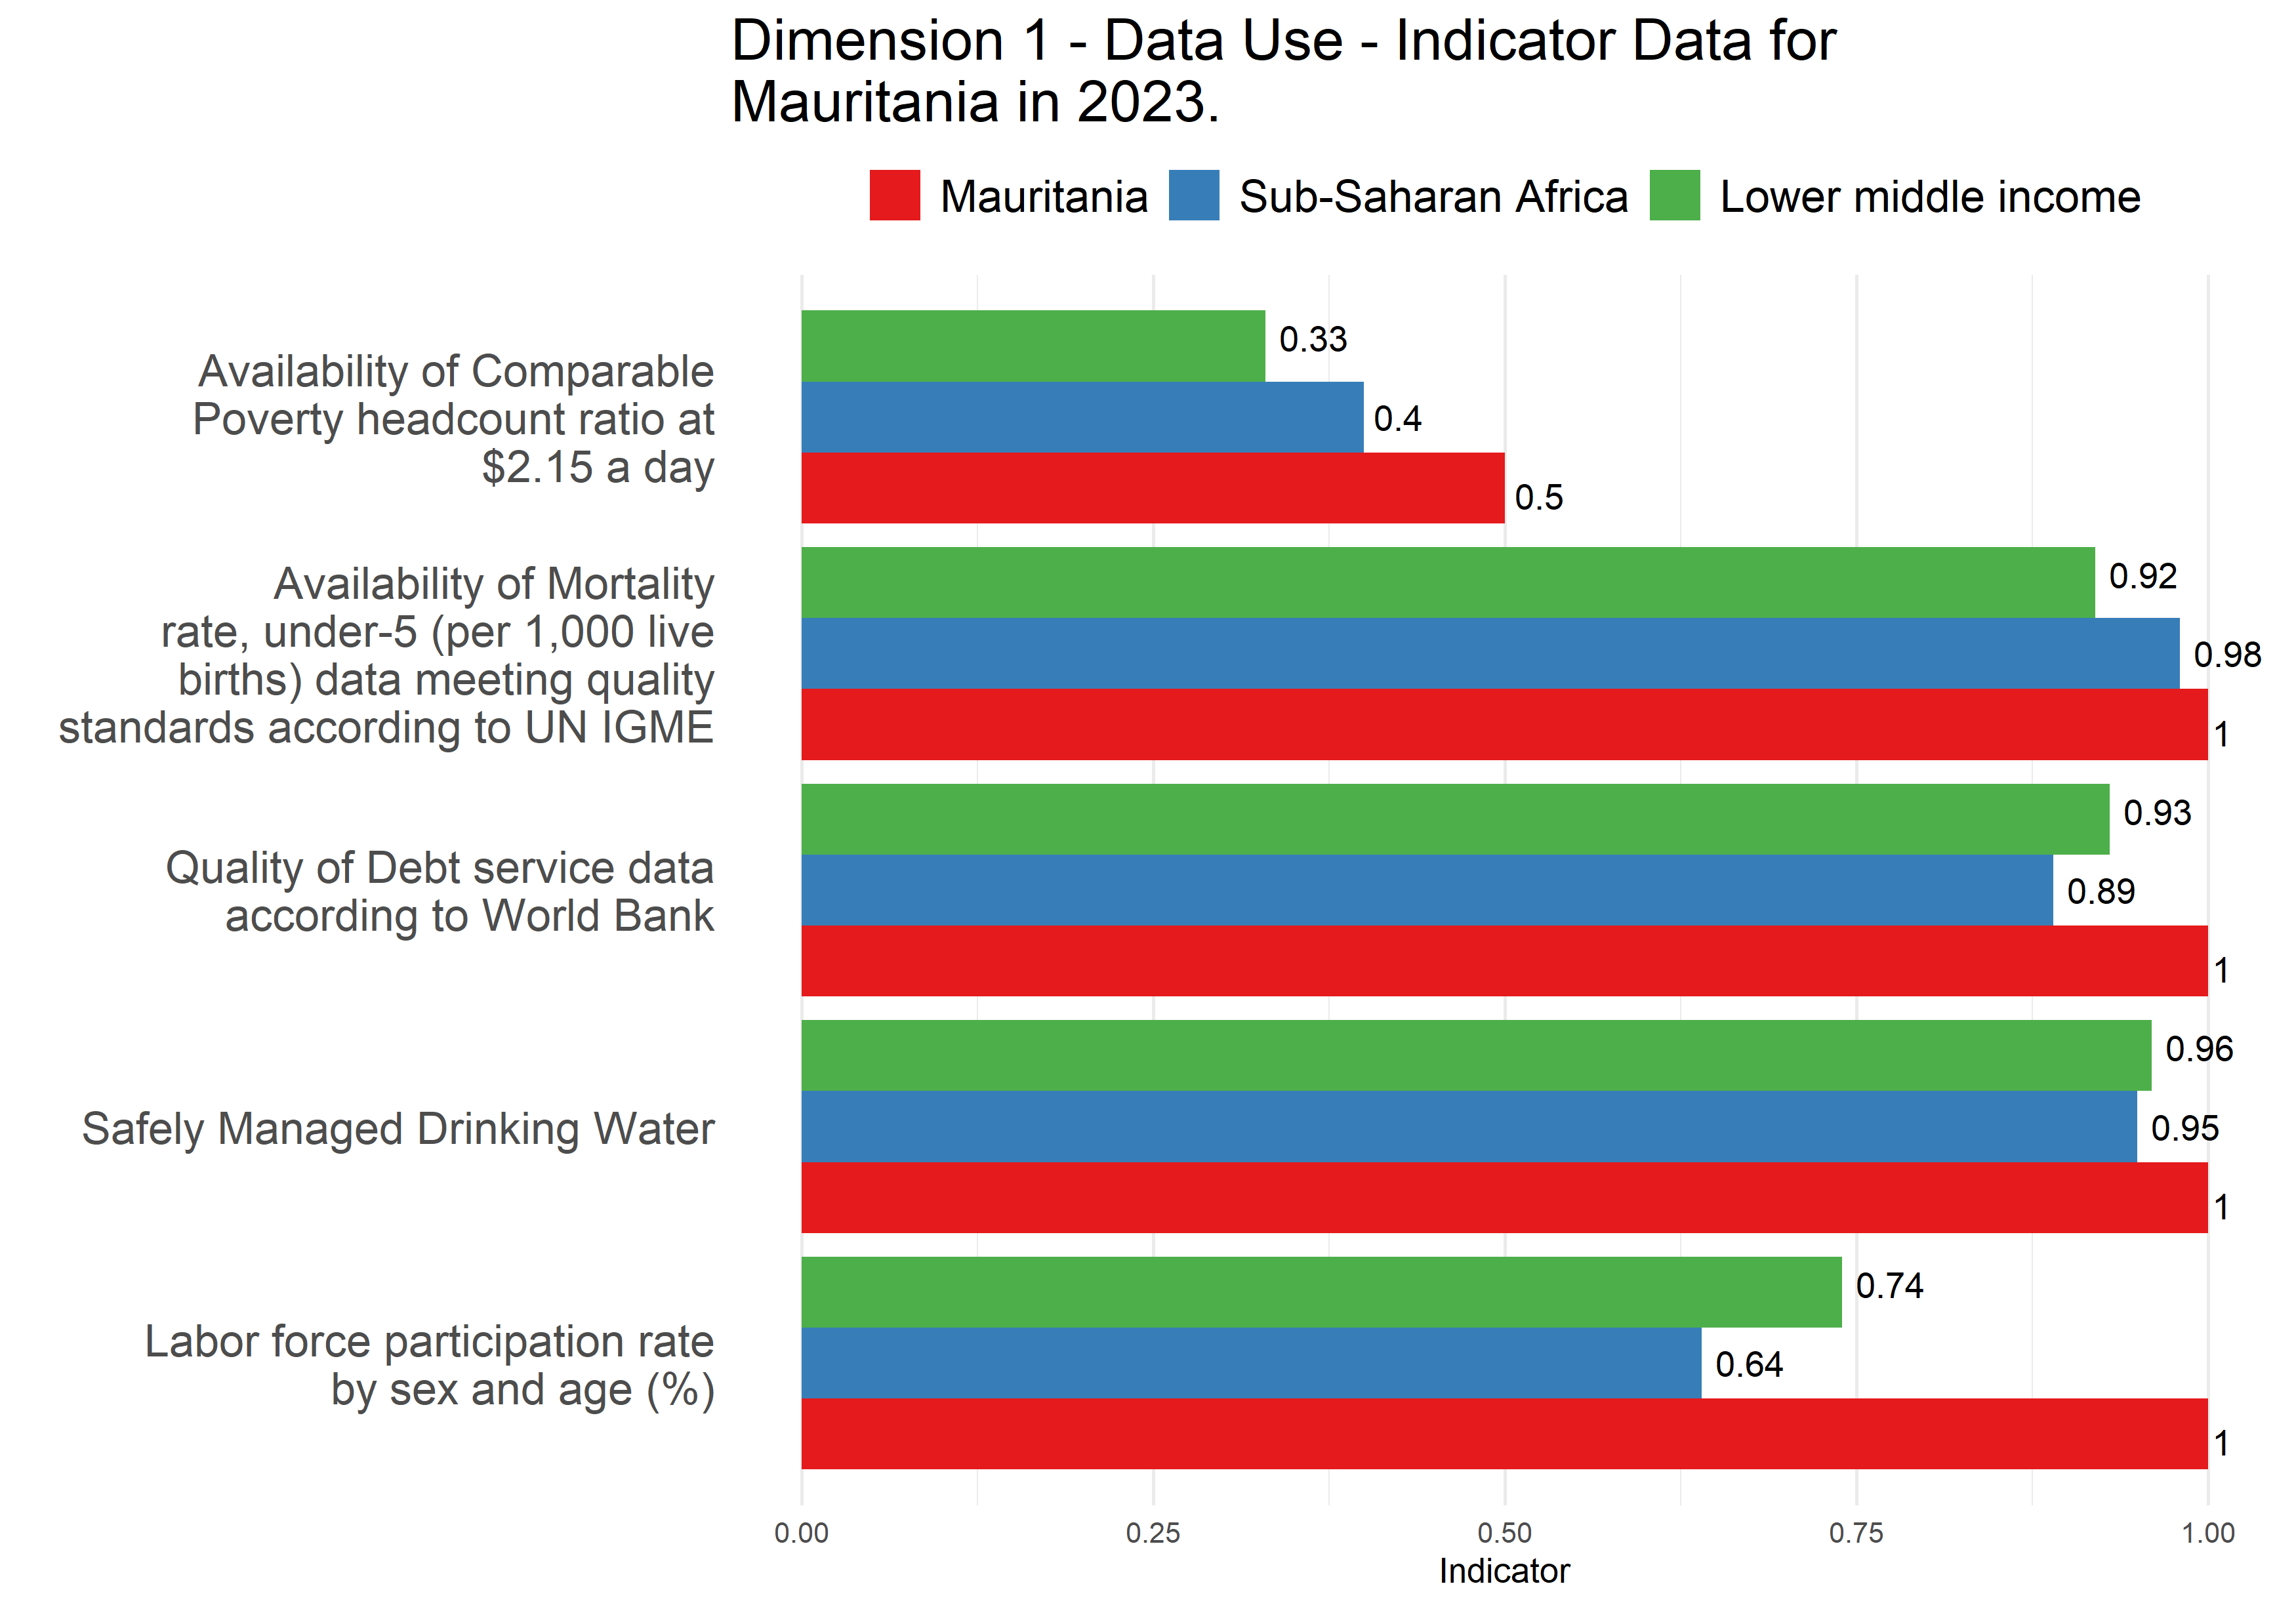 Dimension 1 - Data Use - Indicator Data for
Mauritania in 2023.
Mauritania
Sub-Saharan Africa
Lower middle income
Availability of Comparable
Poverty headcount ratio at
$2.15 a day
0.33
0.4
0.5
Availability of Mortality
rate, under-5 (per 1,000 live
births) data meeting quality
standards according to UN IGME
0.92
0.98
1
Quality of Debt service data
according to World Bank
0.93
0.89
1
Safely Managed Drinking Water
0.96
0.95
1
Labor force participation rate
by sex and age (%)
0.74
0.64
1
0.00 0.25 0.50 0.75 1.00
Indicator